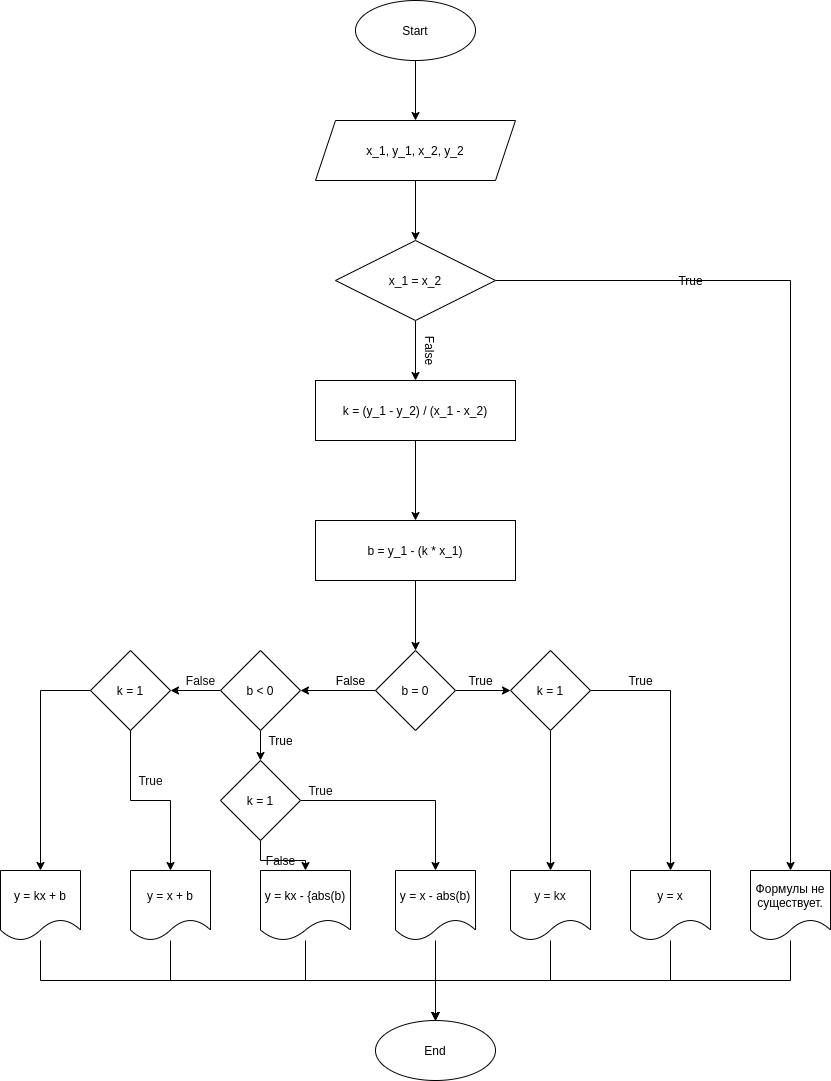 Start
x_1, y_1, x_2, y_2
x_1 = x_2
True
False
k = (y_1 - y_2) / (x_1 - x_2)
b = y_1 - (k * x_1)
k = 1
False
b < 0
False
b = 0
True
k = 1
True
True
True
k = 1
True
False
y = kx + b
y = x + b
y = kx - {abs(b)
y = x - abs(b)
y = kx
y = x
Формулы не
существует.
End